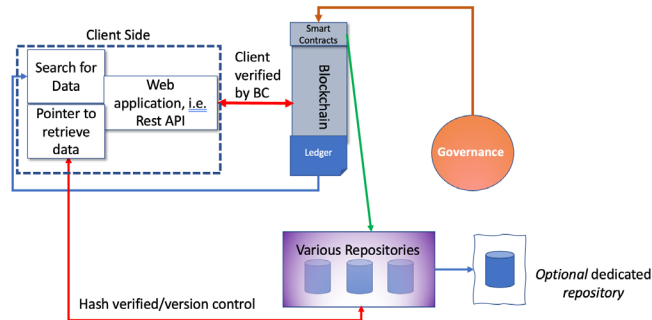 Client Side
Search for
Data
Web
application, i.e.
Rest API
Pointer to
retrieve
data
Client
verified
by BC
Smart
Contracts
Blockchain
Ledger
Governance
Various Repositories
Optional dedicated
repository
Hash verified/version control